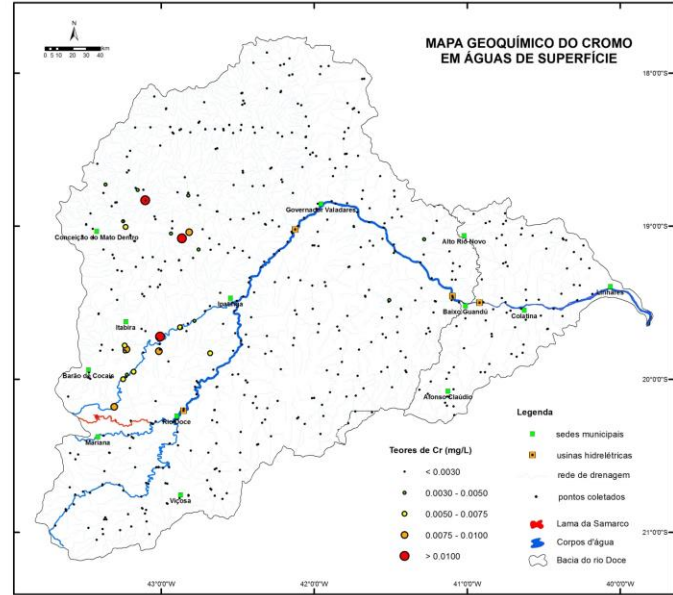 MAPA GEOQUÍMICO DO CROMO
EM ÁGUAS DE SUPERFÍCIE
N
0 5 10 20 30 40
km
18°0'0"S
19°0'0"S
20°0'0"S
21°0'0"S
43°0'0"W
42°0'0"W
41°0'0"W
40°0'0"W
Governador Valadares
Conceição do Mato Dentro
Alto Rio Novo
Ipatinga
Linhares
Itabira
Baixo Guandú
Colatina
Barão de Cocais
Afonso Claúdio
Rio Doce
Mariana
Viçosa
Teores de Cr (mg/L)
< 0.0030
0.0030 - 0.0050
0.0050 - 0.0075
0.0075 - 0.0100
> 0.0100
Legenda
sedes municipais
usinas hidrelétricas
rede de drenagem
pontos coletados
Lama da Samarco
Corpos d'água
Bacia do rio Doce